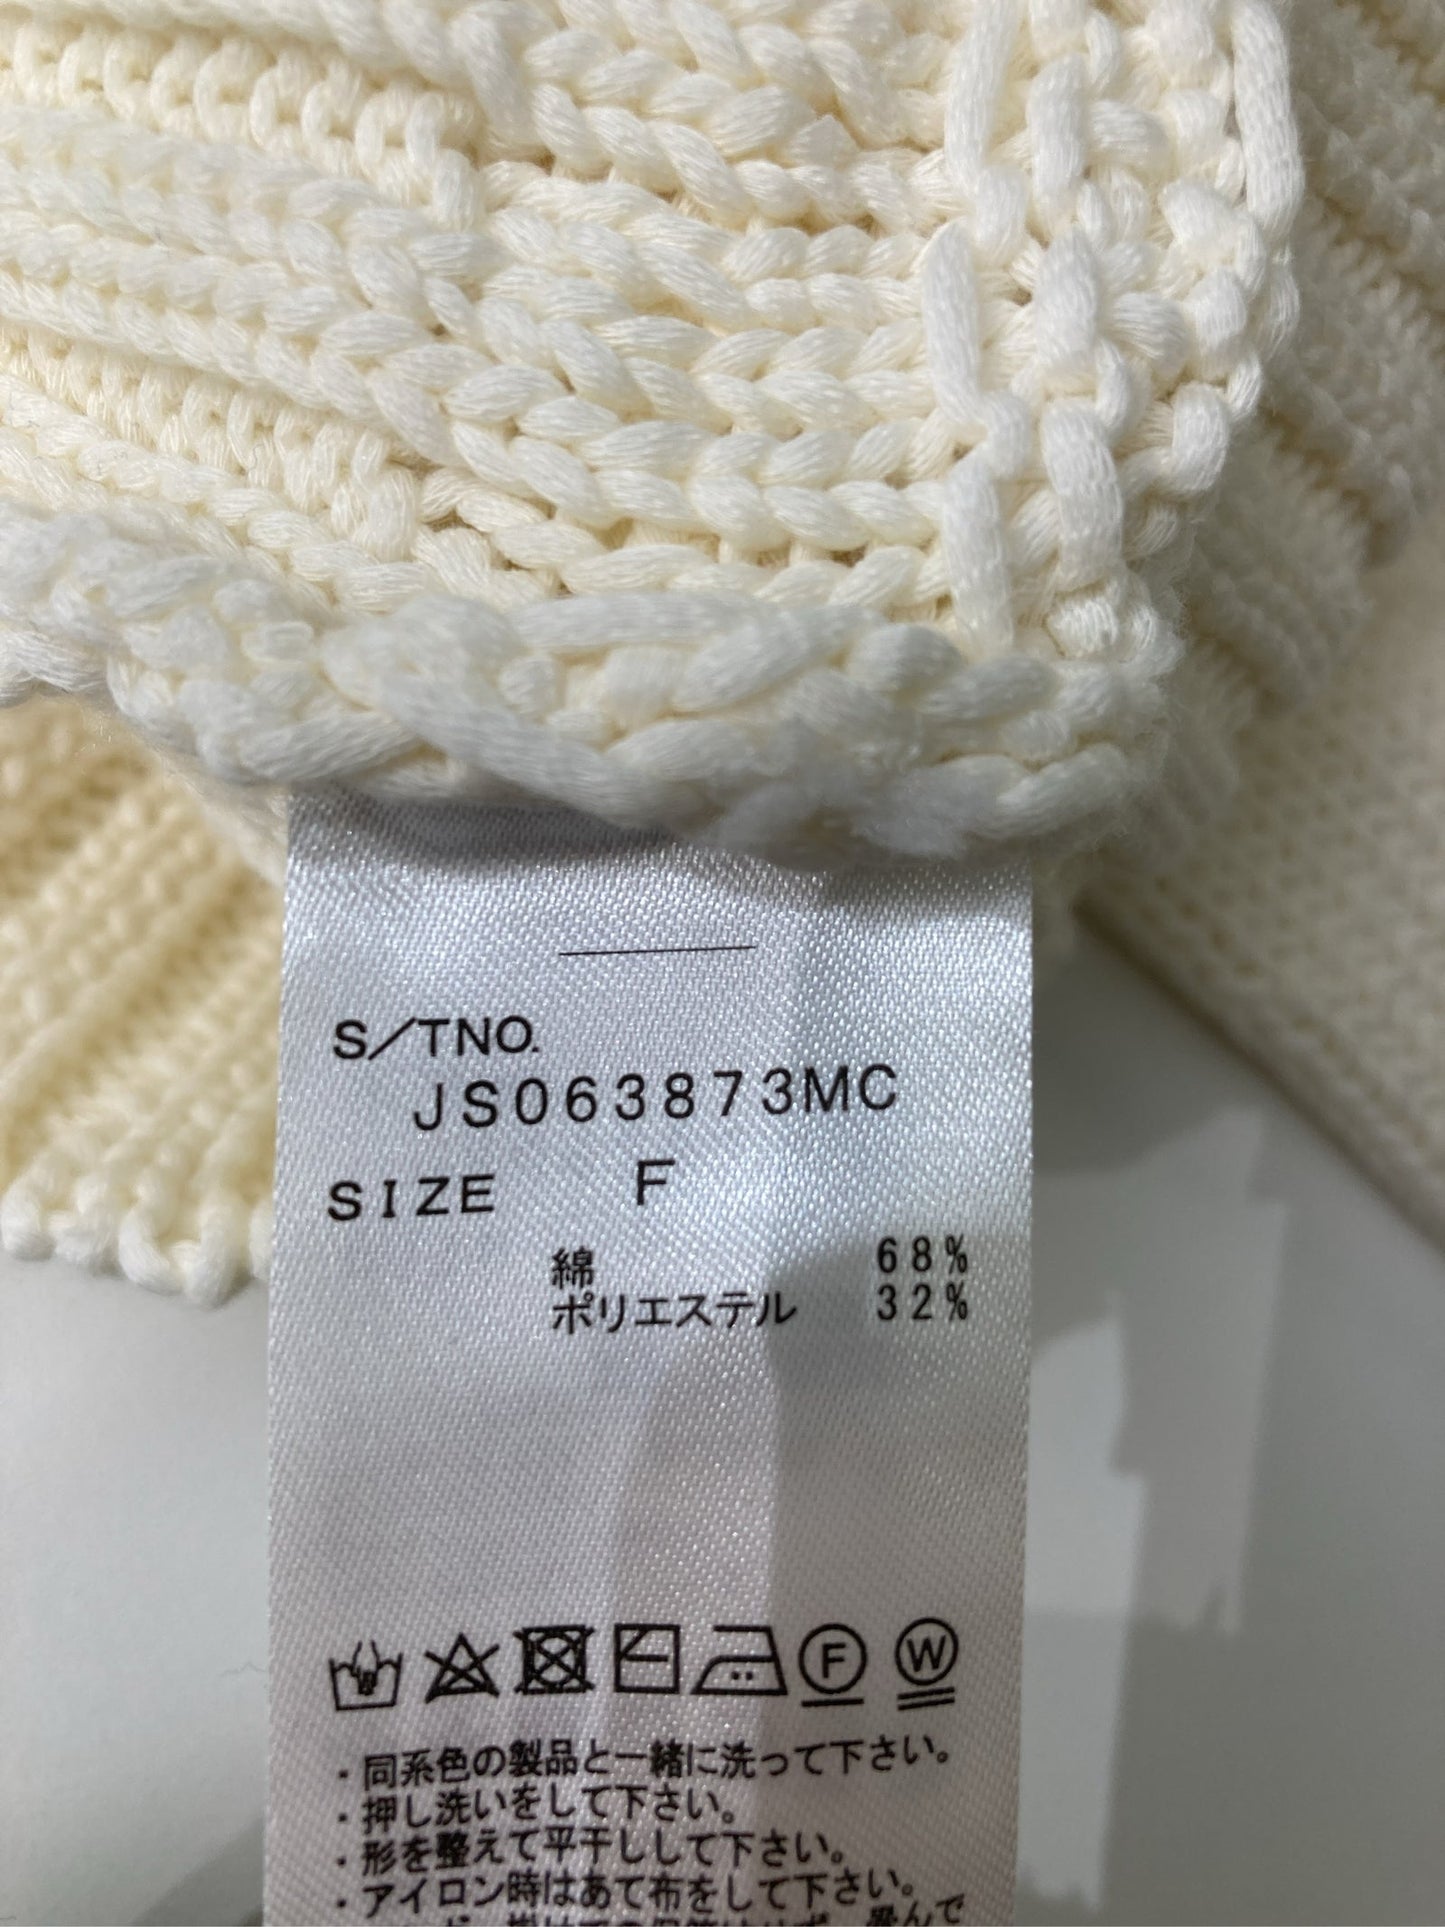 S/TNO.
JS063873MC
SIZE F
綿 68%
ポリエステル 32%
F W
・同系色の製品と一緒に洗って下さい。
・押し洗いをして下さい。
・形を整えて平干しして下さい。
・アイロン時はあて布をして下さい。